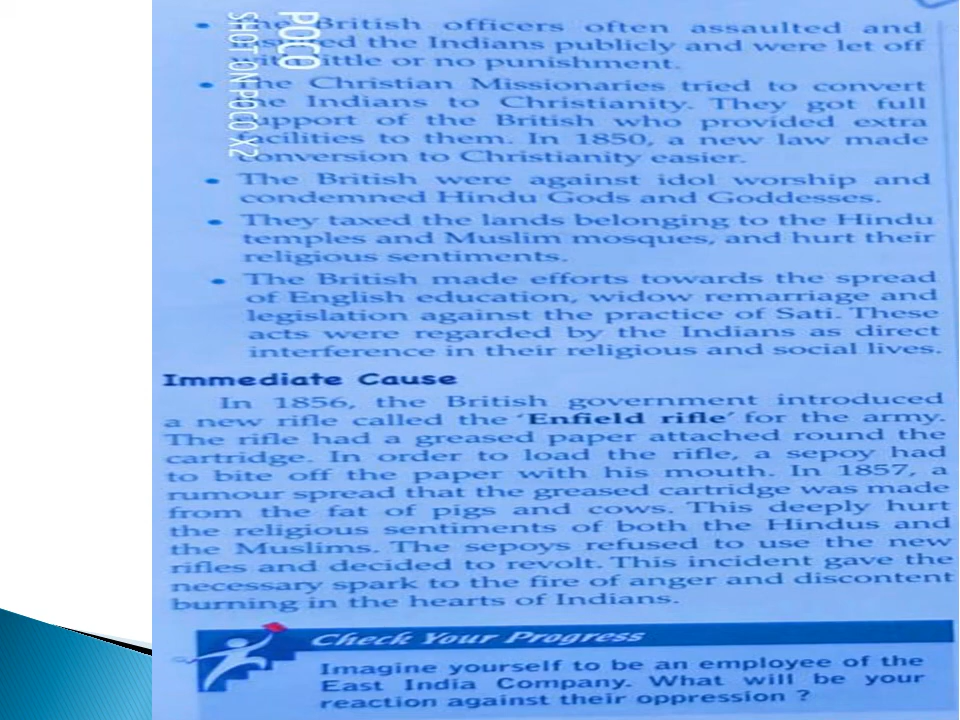 POCO
SHOT ON POCO X2
• The British officers often assaulted and
the Indians publicly and were let off
with little or no punishment.
• The Christian Missionaries tried to convert
the Indians to Christianity. They got full
support of the British who provided extra
facilities to them. In 1850, a new law made
conversion to Christianity easier.
• The British were against idol worship and
condemned Hindu Gods and Goddesses.
• They taxed the lands belonging to the Hindu
temples and Muslim mosques, and hurt their
religious sentiments.
• The British made efforts towards the spread
of English education, widow remarriage and
legislation against the practice of Sati. These
acts were regarded by the Indians as direct
interference in their religious and social lives.
Immediate Cause
In 1856, the British government introduced
a new rifle called the ‘Enfield rifle’ for the army.
The rifle had a greased paper attached round the
cartridge. In order to load the rifle, a sepoy had
to bite off the paper with his mouth. In 1857, a
rumour spread that the greased cartridge was made
from the fat of pigs and cows. This deeply hurt
the religious sentiments of both the Hindus and
the Muslims. The sepoys refused to use the new
rifles and decided to revolt. This incident gave the
necessary spark to the fire of anger and discontent
burning in the hearts of Indians.
Check Your Progress
Imagine yourself to be an employee of the
East India Company. What will be your
reaction against their oppression ?